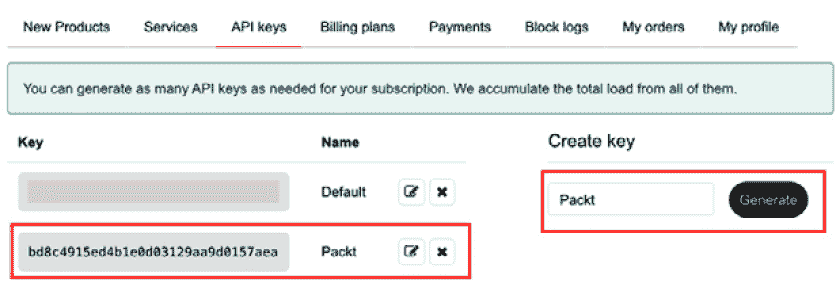 New Products Services API keys Billing plans Payments Block logs My orders My profile
You can generate as many API keys as needed for your subscription. We accumulate the total load from all of them.
Key Name
Default
bd8c4915ed4b1e0d03129aa9d0157aea Packt
Create key
Packt Generate